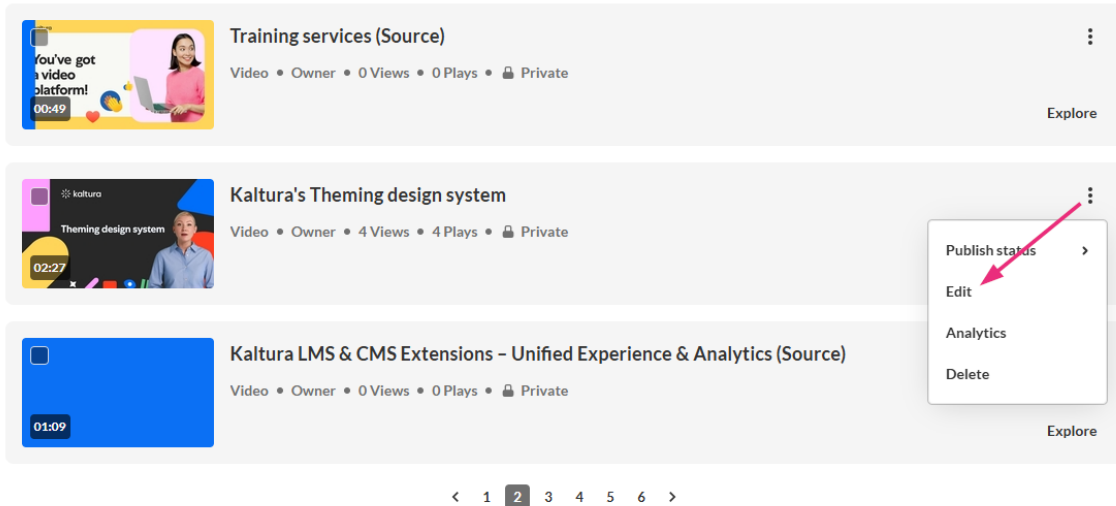 You've got
a video
platform!
00:49
Training services (Source)
Video • Owner • 0 Views • 0 Plays • Private
Explore
kaltura
Theming design system
02:27
Kaltura's Theming design system
Video • Owner • 4 Views • 4 Plays • Private
Publish status
Edit
Analytics
Delete
01:09
Kaltura LMS & CMS Extensions – Unified Experience & Analytics (Source)
Video • Owner • 0 Views • 0 Plays • Private
Explore
1 2 3 4 5 6